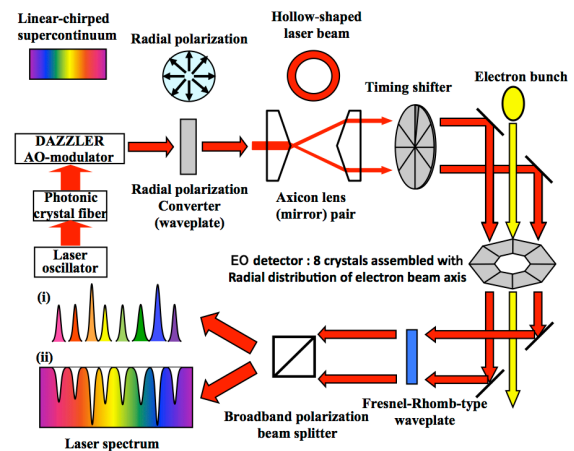 Linear-chirped
supercontinuum
Radial polarization
Hollow-shaped
laser beam
Timing shifter
Electron bunch
DAZZLER
AO-modulator
Photonic
crystal fiber
Laser
oscillator
Radial polarization
Converter
(waveplate)
Axicon lens
(mirror) pair
EO detector : 8 crystals assembled with
Radial distribution of electron beam axis
(i)
(ii)
Laser spectrum
Broadband polarization
beam splitter
Fresnel-Rhomb-type
waveplate